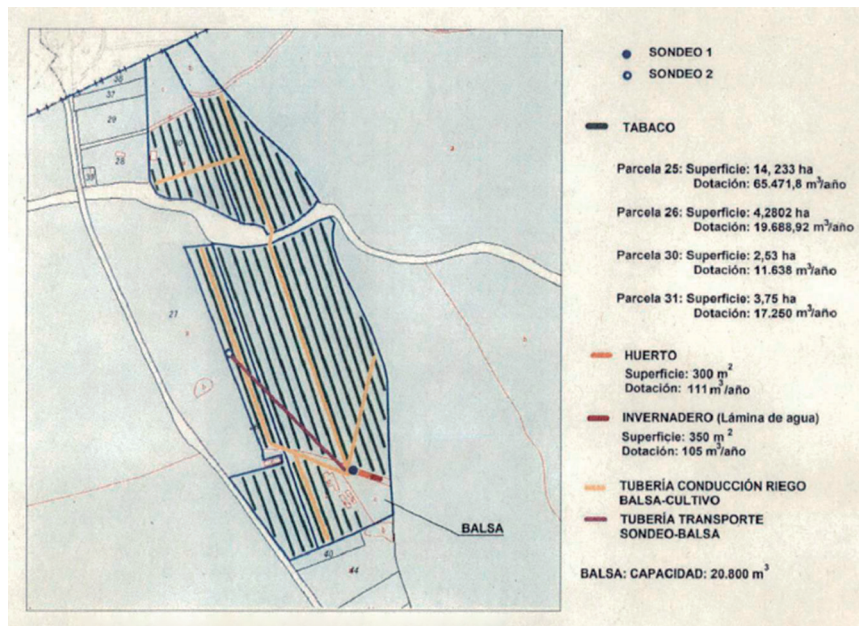 SONDEO 1
SONDEO 2
TABACO
Parcela 25: Superficie: 14, 233 ha
Dotación: 65.471,8 m³/año
Parcela 26: Superficie: 4,2802 ha
Dotación: 19.688,92 m³/año
Parcela 30: Superficie: 2,53 ha
Dotación: 11.638 m³/año
Parcela 31: Superficie: 3,75 ha
Dotación: 17.250 m³/año
HUERTO
Superficie: 300 m²
Dotación: 111 m³/año
INVERNADERO (Lámina de agua)
Superficie: 350 m²
Dotación: 105 m³/año
TUBERÍA CONDUCCIÓN RIEGO
BALSA-CULTIVO
TUBERÍA TRANSPORTE
SONDEO-BALSA
BALSA: CAPACIDAD: 20.800 m³
37
29
28
BALSA
40
44